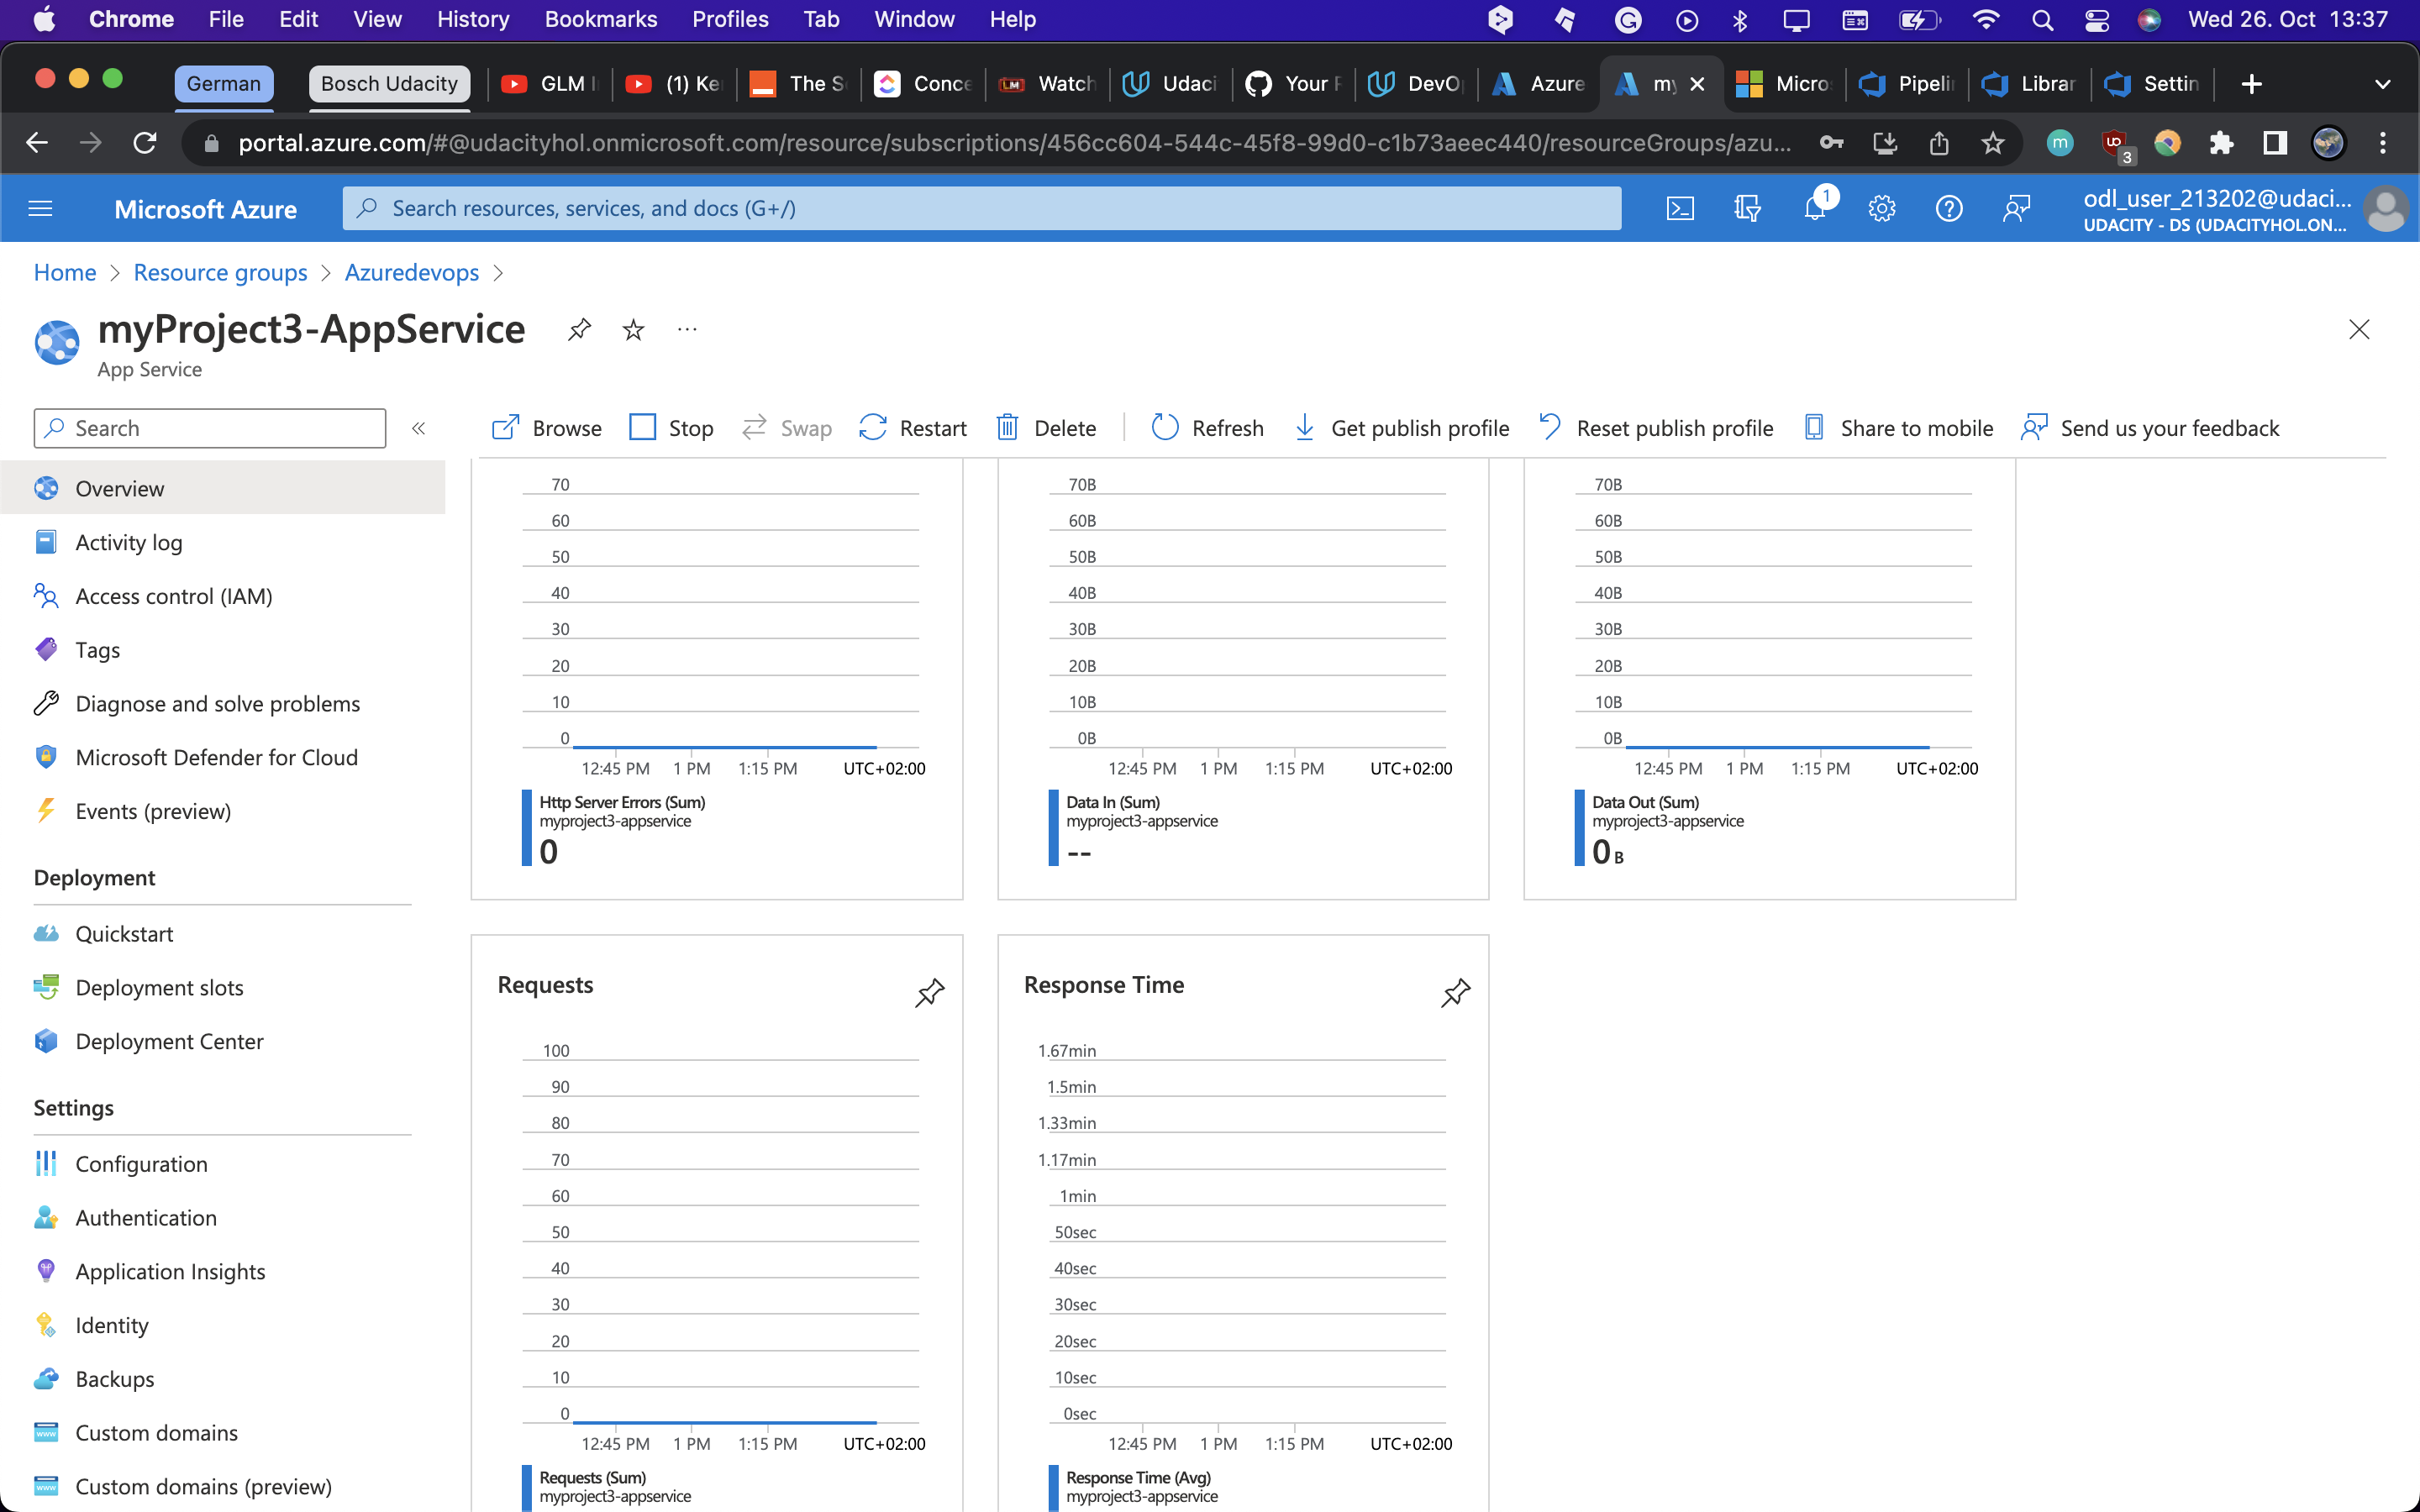 Chrome File Edit View History Bookmarks Profiles Tab Window Help Wed 26. Oct 13:37
German Bosch Udacity GLM (1) Ke The S Conce Watch Udaci Your DevO Azure my Micro Pipeli Librar Settin
portal.azure.com/#@udacityhol.onmicrosoft.com/resource/subscriptions/456cc604-544c-45f8-99d0-c1b73aeec440/resourceGroups/azu... m 3
Microsoft Azure Search resources, services, and docs (G+/) 1 odl_user_213202@udaci...
UDACITY - DS (UDACITYHOL.ON...
Home > Resource groups > Azuredevops >
myProject3-AppService ...
App Service
Search «
Browse Stop Swap Restart Delete Refresh Get publish profile Reset publish profile Share to mobile Send us your feedback
Overview
Activity log
Access control (IAM)
Tags
Diagnose and solve problems
Microsoft Defender for Cloud
Events (preview)
Deployment
Quickstart
Deployment slots
Deployment Center
Settings
Configuration
Authentication
Application Insights
Identity
Backups
Custom domains
Custom domains (preview)
70
60
50
40
30
20
10
0
12:45 PM 1 PM 1:15 PM UTC+02:00
Http Server Errors (Sum)
myproject3-appservice
0
70B
60B
50B
40B
30B
20B
10B
0B
12:45 PM 1 PM 1:15 PM UTC+02:00
Data In (Sum)
myproject3-appservice
--
70B
60B
50B
40B
30B
20B
10B
0B
12:45 PM 1 PM 1:15 PM UTC+02:00
Data Out (Sum)
myproject3-appservice
0 B
Requests
100
90
80
70
60
50
40
30
20
10
0
12:45 PM 1 PM 1:15 PM UTC+02:00
Requests (Sum)
myproject3-appservice
Response Time
1.67min
1.5min
1.33min
1.17min
1min
50sec
40sec
30sec
20sec
10sec
0sec
12:45 PM 1 PM 1:15 PM UTC+02:00
Response Time (Avg)
myproject3-appservice